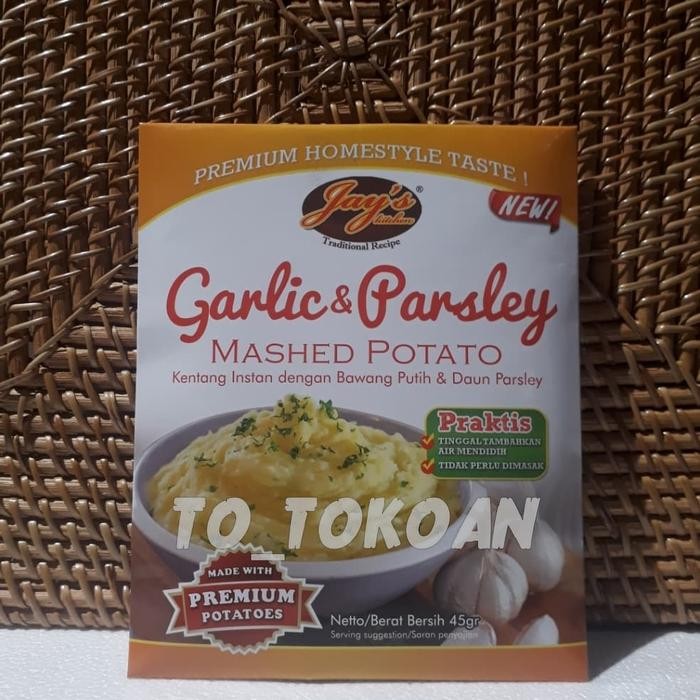 PREMIUM HOMESTYLE TASTE !
Jay's®
kitchen
Traditional Recipe
NEW!
Garlic & Parsley
MASHED POTATO
Kentang Instan dengan Bawang Putih & Daun Parsley
Praktis
TINGGAL TAMBAHKAN
AIR MENDIDIH
TIDAK PERLU DIMASAK
TO_TOKOAN
MADE WITH
PREMIUM
POTATOES
Netto/Berat Bersih 45gr
Serving suggestion/Saran penyajian